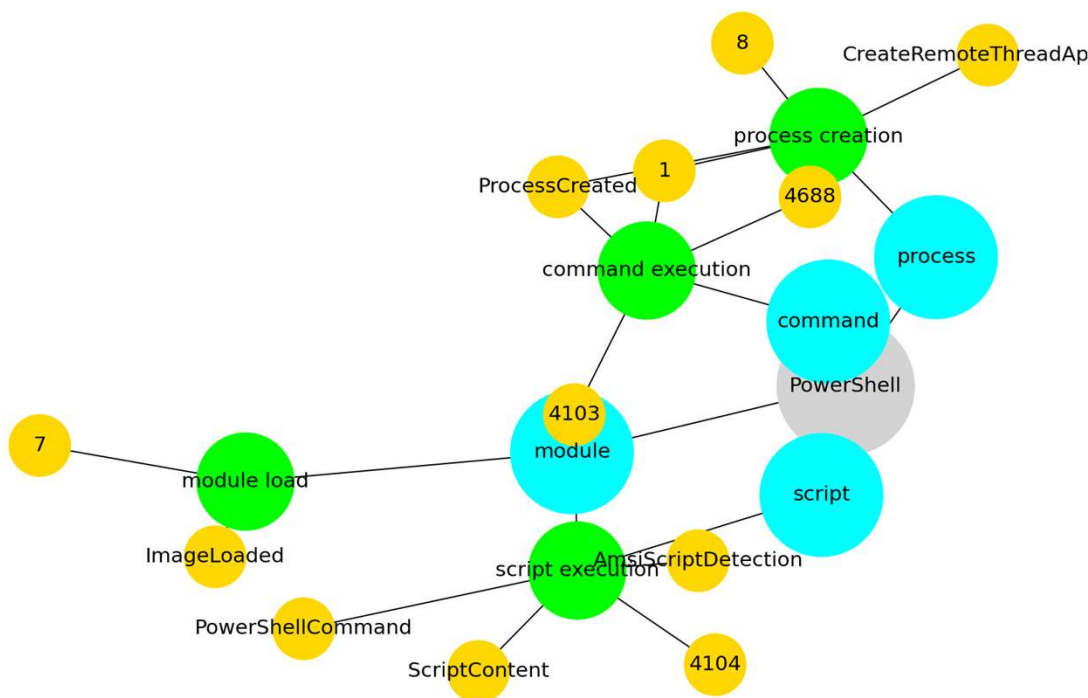 8
CreateRemoteThreadAp
process creation
1
ProcessCreated
4688
process
command execution
command
PowerShell
4103
7
module
module load
script
ImageLoaded
AmsiScriptDetection
script execution
PowerShellCommand
4104
ScriptContent